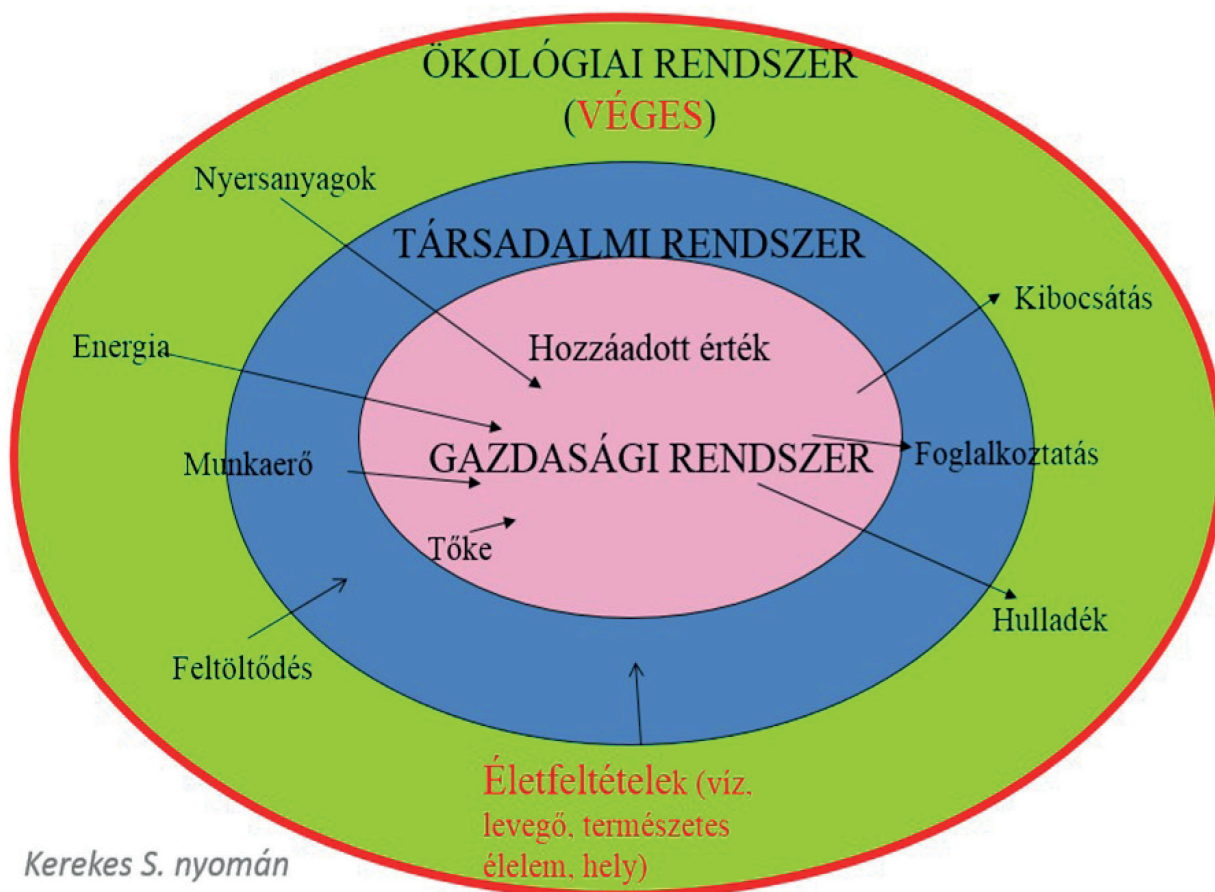 ÖKOLÓGIAI RENDSZER
(VÉGES)
Nyersanyagok
TÁRSADALMI RENDSZER
Kibocsátás
Hozzáadott érték
Energia
GAZDASÁGI RENDSZER
Foglalkoztatás
Munkaerő
Tőke
Hulladék
Feltöltődés
Életfeltételek (víz,
levegő, természetes
élelem, hely)
Kerekes S. nyomán